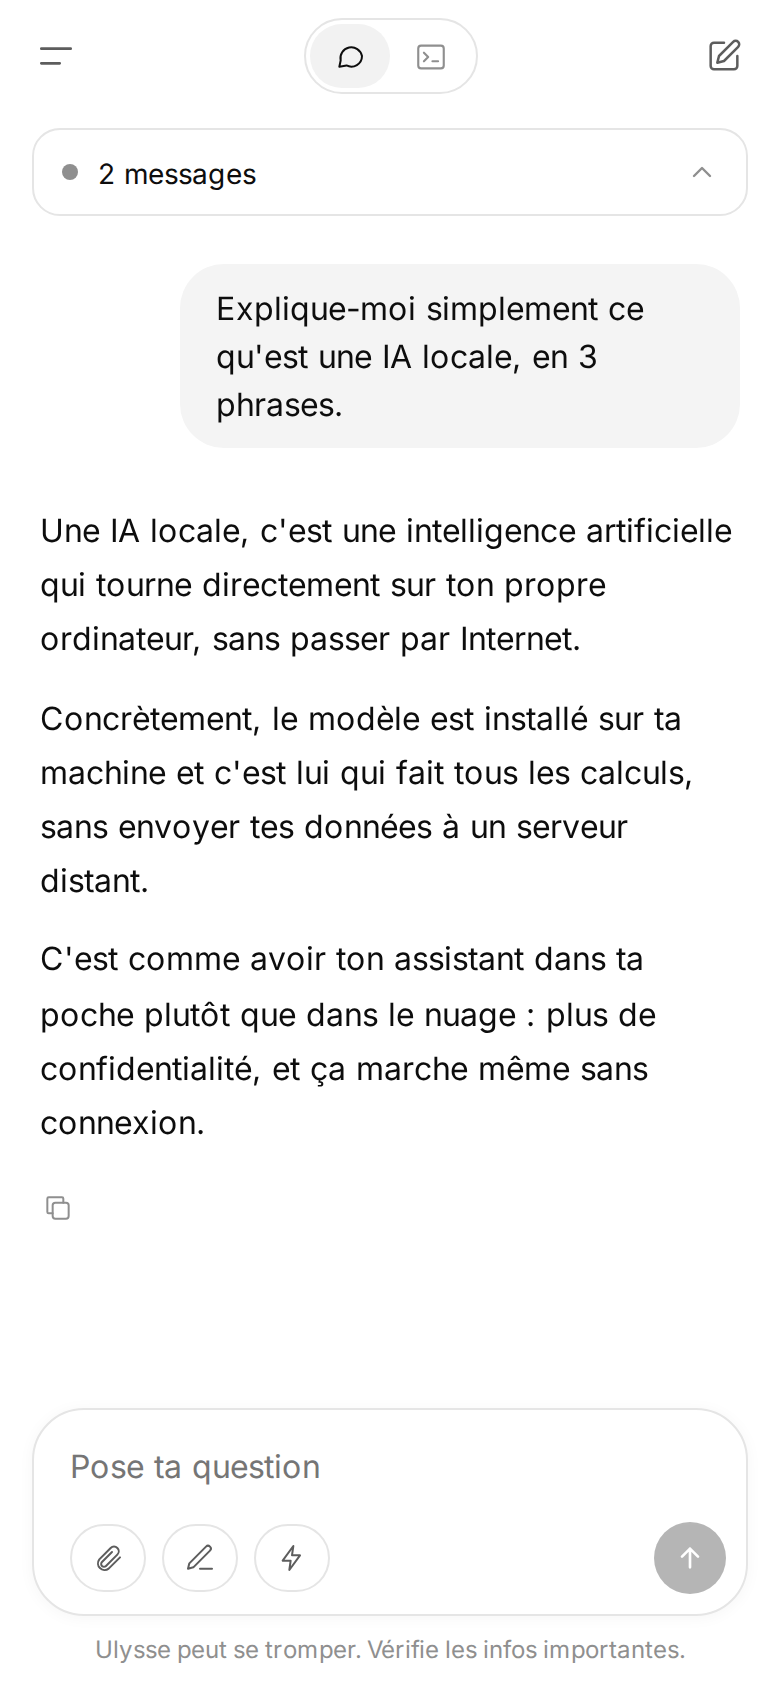 2 messages
Explique-moi simplement ce
qu'est une IA locale, en 3
phrases.
Une IA locale, c'est une intelligence artificielle
qui tourne directement sur ton propre
ordinateur, sans passer par Internet.
Concrètement, le modèle est installé sur ta
machine et c'est lui qui fait tous les calculs,
sans envoyer tes données à un serveur
distant.
C'est comme avoir ton assistant dans ta
poche plutôt que dans le nuage : plus de
confidentialité, et ça marche même sans
connexion.
Pose ta question
Ulysse peut se tromper. Vérifie les infos importantes.